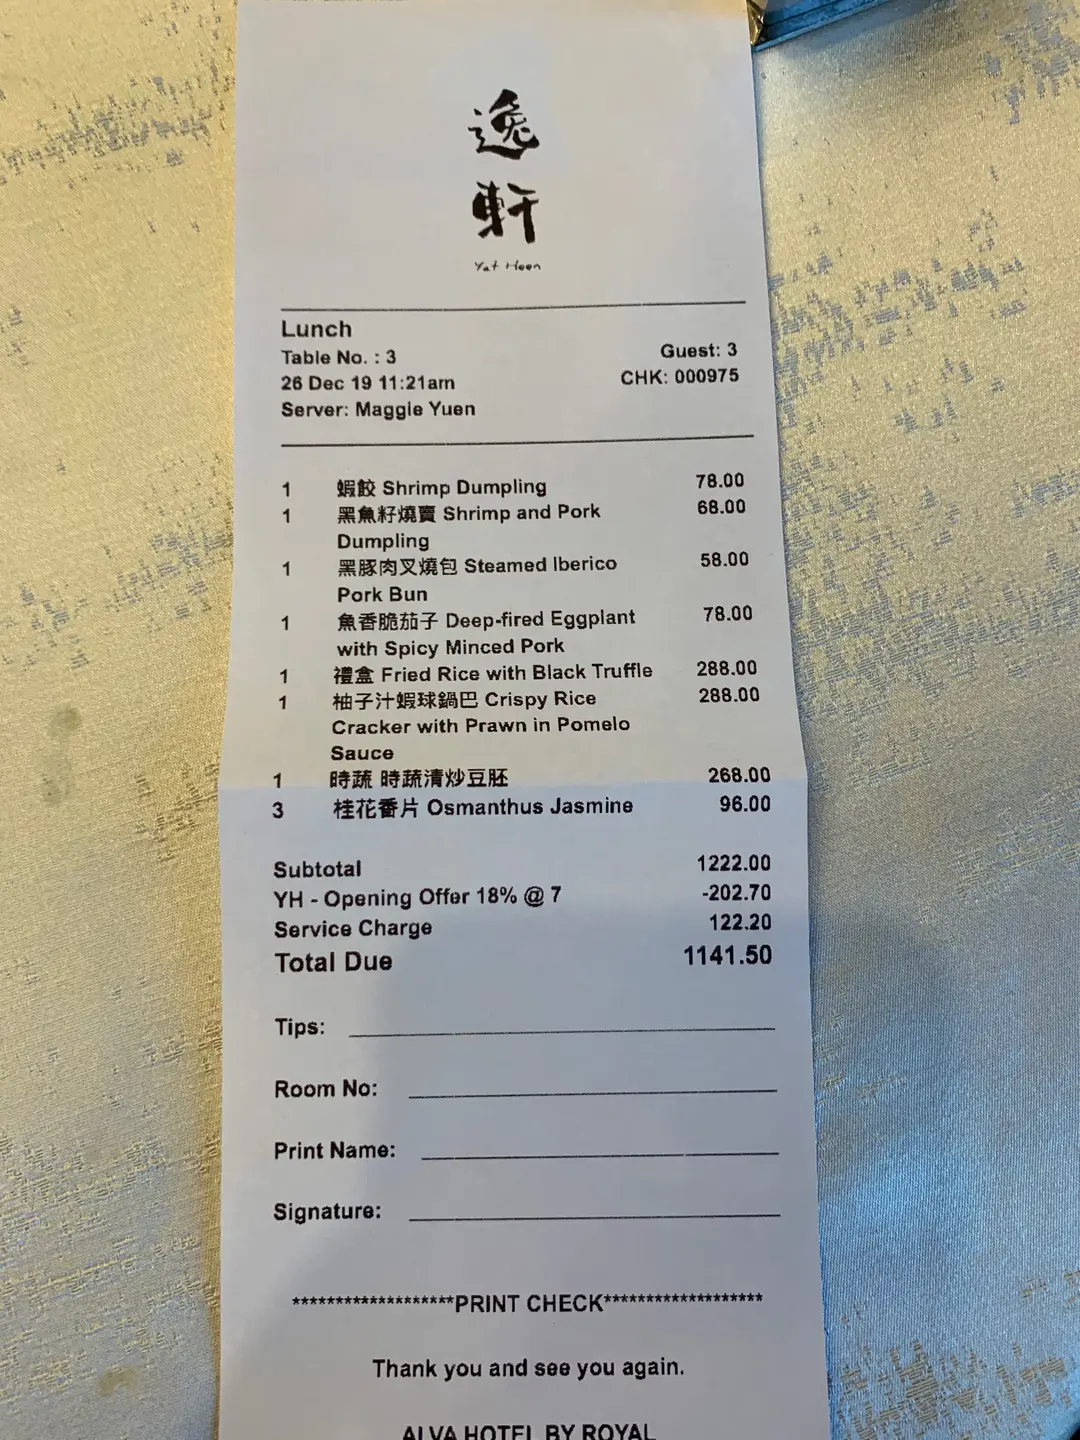 逸
軒
Yat Heen
Lunch
Table No. : 3
Guest: 3
26 Dec 19 11:21am
CHK: 000975
Server: Maggie Yuen
1 蝦餃 Shrimp Dumpling 78.00
1 黑魚籽燒賣 Shrimp and Pork 68.00
Dumpling
1 黑豚肉叉燒包 Steamed Iberico 58.00
Pork Bun
1 魚香脆茄子 Deep-fired Eggplant 78.00
with Spicy Minced Pork
1 禮盒 Fried Rice with Black Truffle 288.00
1 柚子汁蝦球鍋巴 Crispy Rice 288.00
Cracker with Prawn in Pomelo
Sauce
1 時蔬 時蔬清炒豆胚 268.00
3 桂花香片 Osmanthus Jasmine 96.00
Subtotal 1222.00
YH - Opening Offer 18% @ 7 -202.70
Service Charge 122.20
Total Due 1141.50
Tips:
Room No:
Print Name:
Signature:
*******************PRINT CHECK*******************
Thank you and see you again.
ALVA HOTEL BY ROYAL